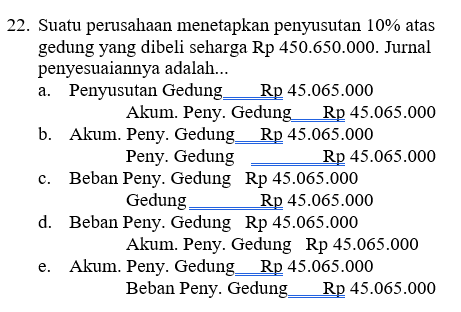 22. Suatu perusahaan menetapkan penyusutan 10% atas
gedung yang dibeli seharga Rp 450.650.000. Jurnal
penyesuaiannya adalah...
a. Penyusutan Gedung Rp 45.065.000
Akum. Peny. Gedung Rp 45.065.000
b. Akum. Peny. Gedung Rp 45.065.000
Peny. Gedung Rp 45.065.000
c. Beban Peny. Gedung Rp 45.065.000
Gedung Rp 45.065.000
d. Beban Peny. Gedung Rp 45.065.000
Akum. Peny. Gedung Rp 45.065.000
e. Akum. Peny. Gedung Rp 45.065.000
Beban Peny. Gedung Rp 45.065.000